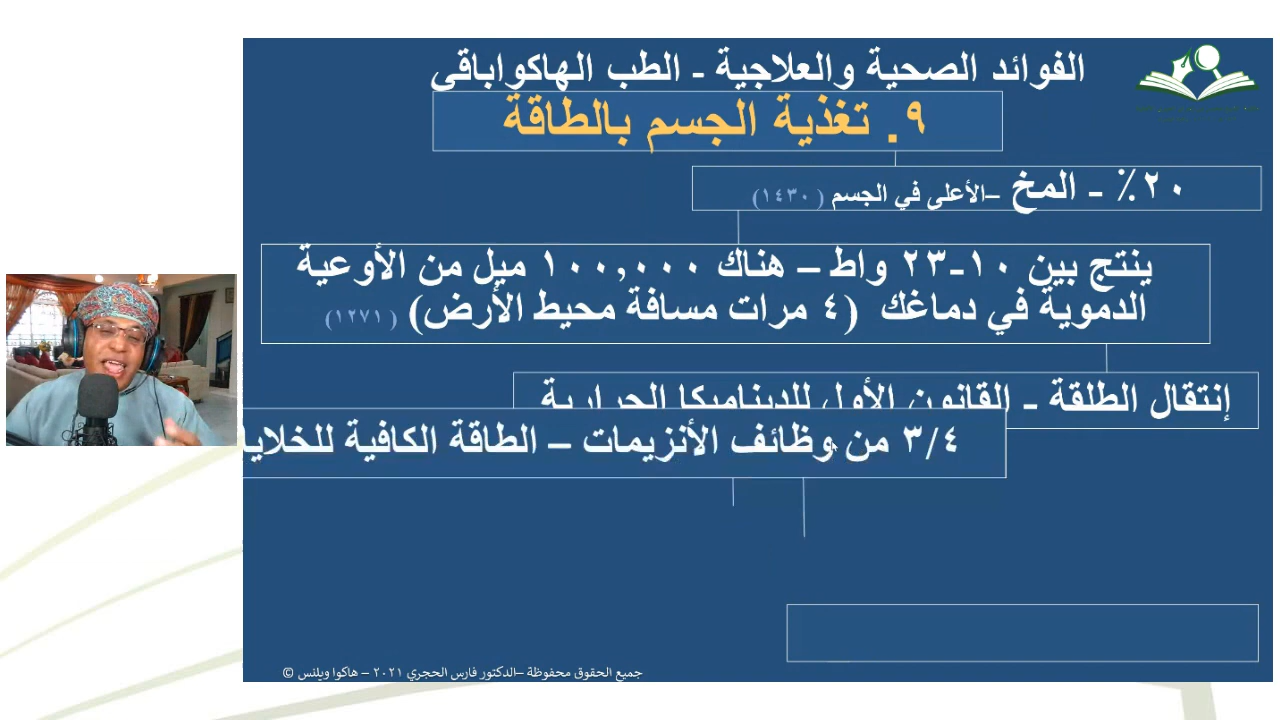 الفوائد الصحية والعلاجية - الطب الهاكواباقي
٩. تغذية الجسم بالطاقة
٢٠٪ - المخ –الأعلى في الجسم (١٤٣٠)
ينتج بين ١٠-٢٣ واط – هناك ١٠٠,٠٠٠ ميل من الأوعية
الدموية في دماغك (٤ مرات مسافة محيط الأرض) (١٢٧١)
إنتقال الطلقة - القانون الأول للديناميكا الحرارية
٣/٤ من وظائف الأنزيمات – الطاقة الكافية للخلايا
جميع الحقوق محفوظة –الدكتور فارس الحجري ٢٠٢١ – هاكوا ويلنس ©